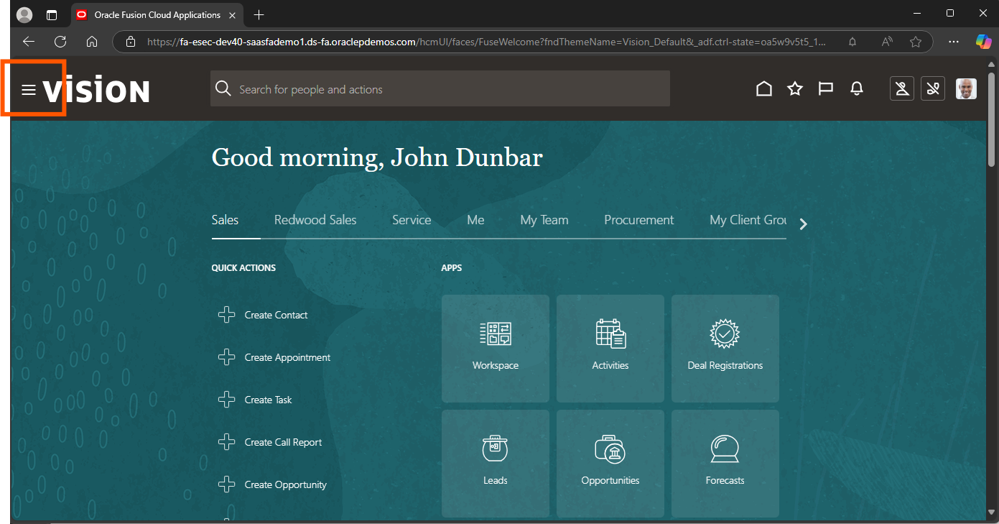 Oracle Fusion Cloud Applications
https://fa-esec-dev40-saasfademo1.ds-fa.oraclepdemos.com/hcmUI/faces/FuseWelcome?fndThemeName=Vision_Default&_adf.ctrl-state=oa5w9v5t5_1...
VISION
Search for people and actions
Good morning, John Dunbar
Sales Redwood Sales Service Me My Team Procurement My Client Grou
QUICK ACTIONS
APPS
Create Contact
Create Appointment
Create Task
Create Call Report
Create Opportunity
Workspace Activities Deal Registrations
Leads Opportunities Forecasts